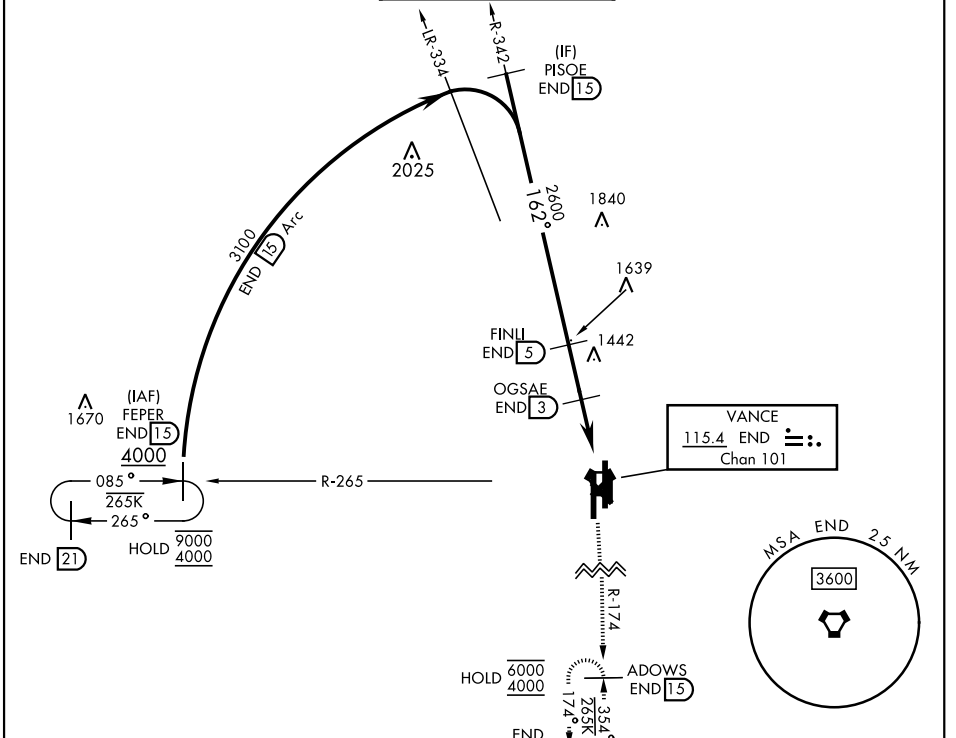 LR-334
R-342
(IF)
PISOE
END 15
2025
3100
END 15 Arc
2600
162°
1840
1639
FINLI
END 5
1442
OGSAE
END 3
1670
(IAF)
FEPER
END 15
4000
085°
265K
265°
R-265
END 21
HOLD 9000
4000
VANCE
115.4 END
Chan 101
MSA END 25 NM
3600
R-174
HOLD 6000
4000
ADOWS
END 15
174°
265K
354°
END